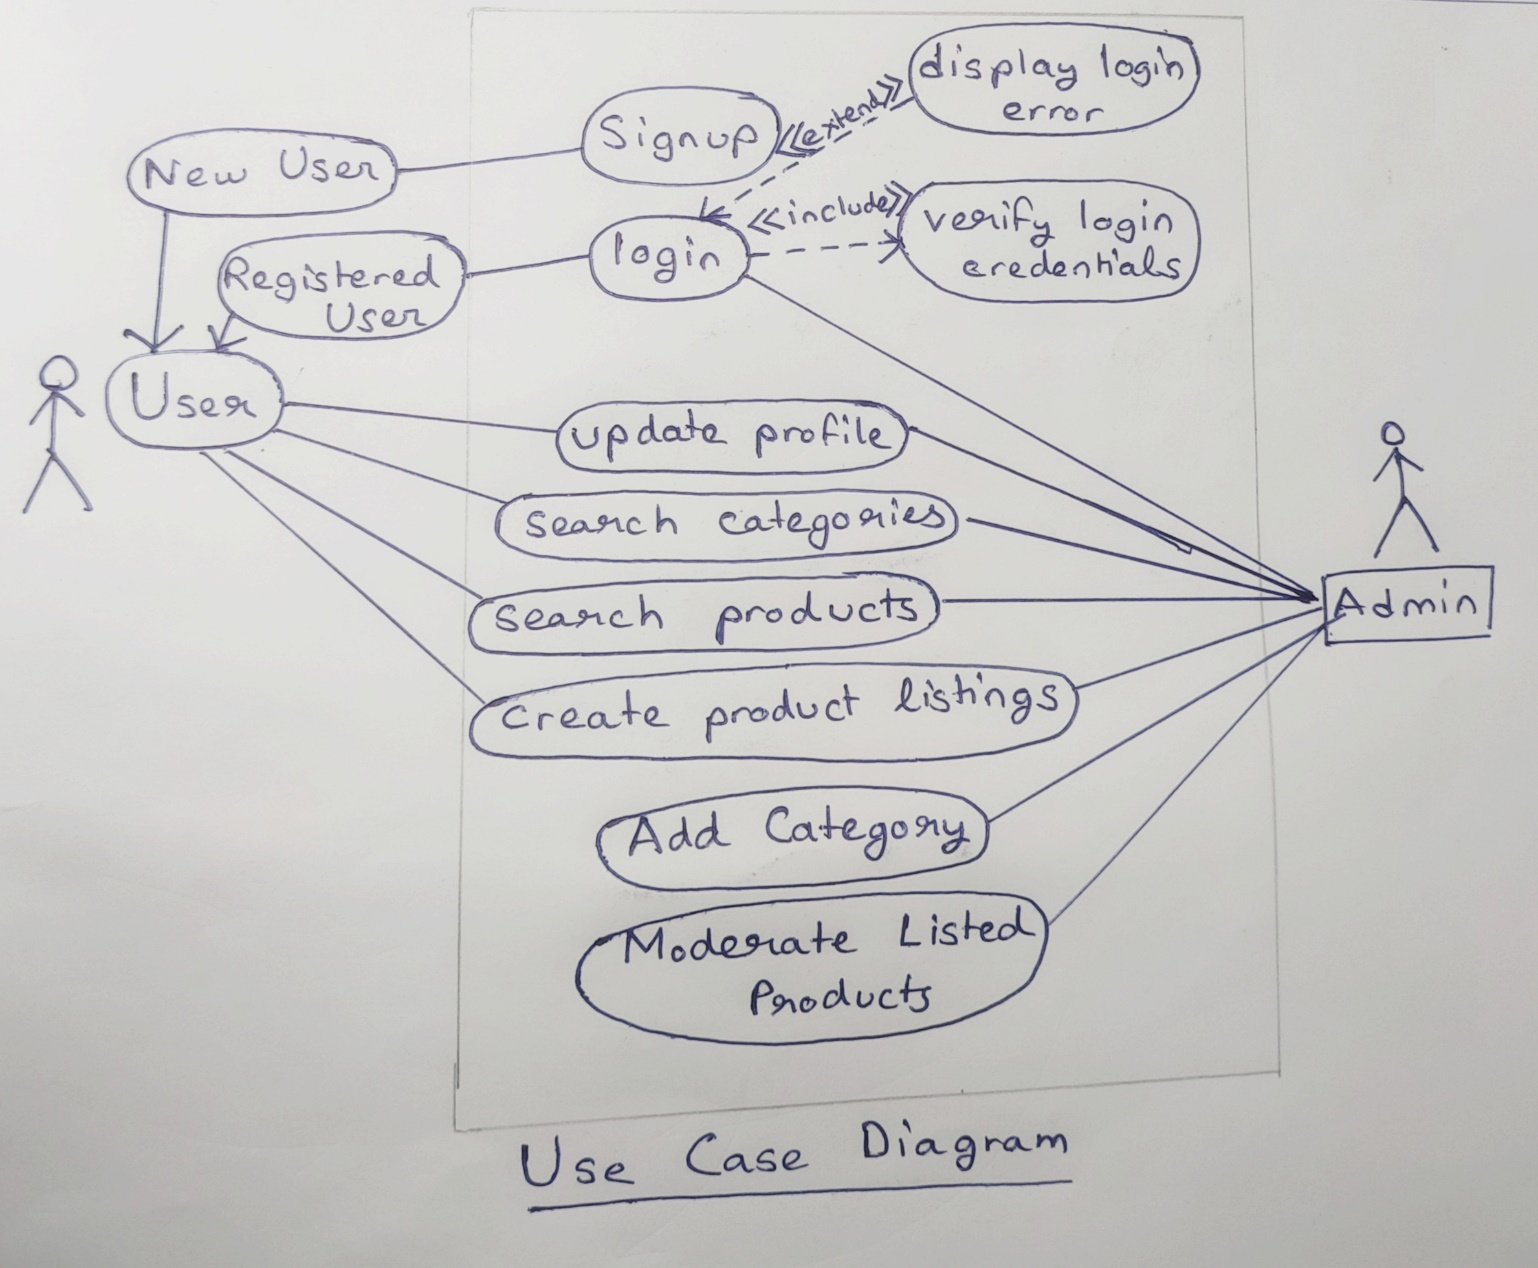 display login
error
Signup
<<extend>>
New User
<<include>>
verify login
credentials
login
Registered
User
User
update profile
search categories
search products
Create product listings
Admin
Add Category
Moderate Listed
Products
Use Case Diagram